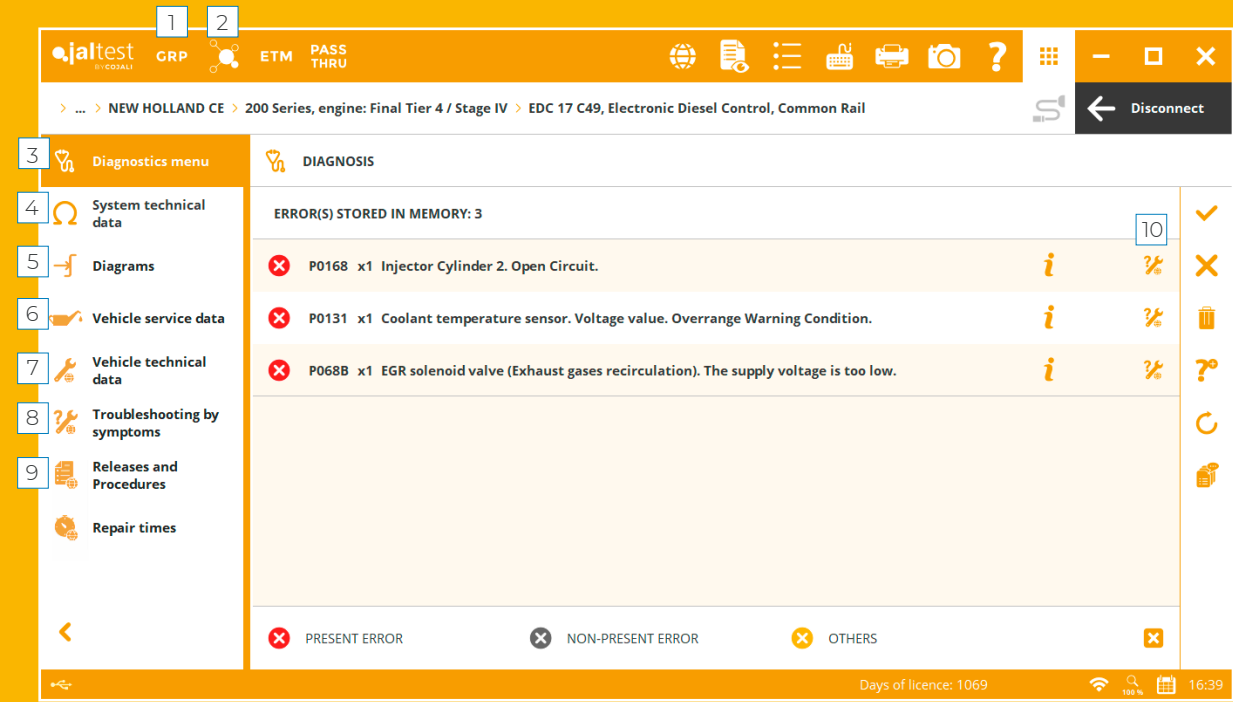 1
2
jaltest
BY COJALI
GRP
ETM
PASS
THRU
?
> ... > NEW HOLLAND CE > 200 Series, engine: Final Tier 4 / Stage IV > EDC 17 C49, Electronic Diesel Control, Common Rail
Disconnect
3
Diagnostics menu
DIAGNOSIS
4
System technical
data
ERROR(S) STORED IN MEMORY: 3
10
5
Diagrams
P0168 x1 Injector Cylinder 2. Open Circuit.
i
6
Vehicle service data
P0131 x1 Coolant temperature sensor. Voltage value. Overrange Warning Condition.
i
7
Vehicle technical
data
P068B x1 EGR solenoid valve (Exhaust gases recirculation). The supply voltage is too low.
i
8
Troubleshooting by
symptoms
9
Releases and
Procedures
Repair times
PRESENT ERROR
NON-PRESENT ERROR
OTHERS
Days of licence: 1069
100 %
16:39